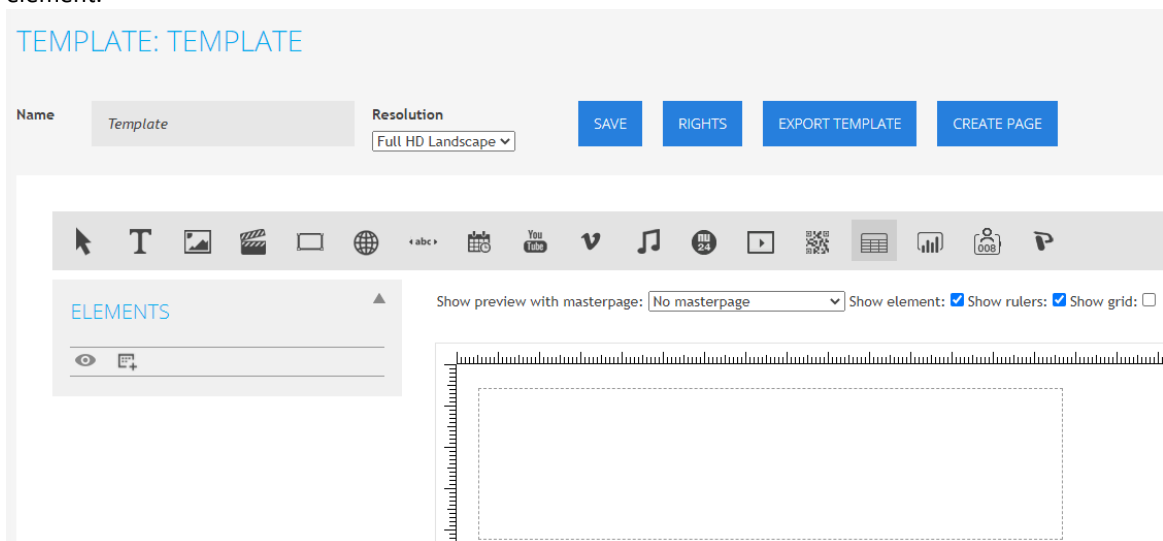 element.
TEMPLATE: TEMPLATE
Name
Template
Resolution
Full HD Landscape
SAVE
RIGHTS
EXPORT TEMPLATE
CREATE PAGE
T
‹abc›
You
Tube
nu
24
008
ELEMENTS
Show preview with masterpage: No masterpage Show element: Show rulers: Show grid: